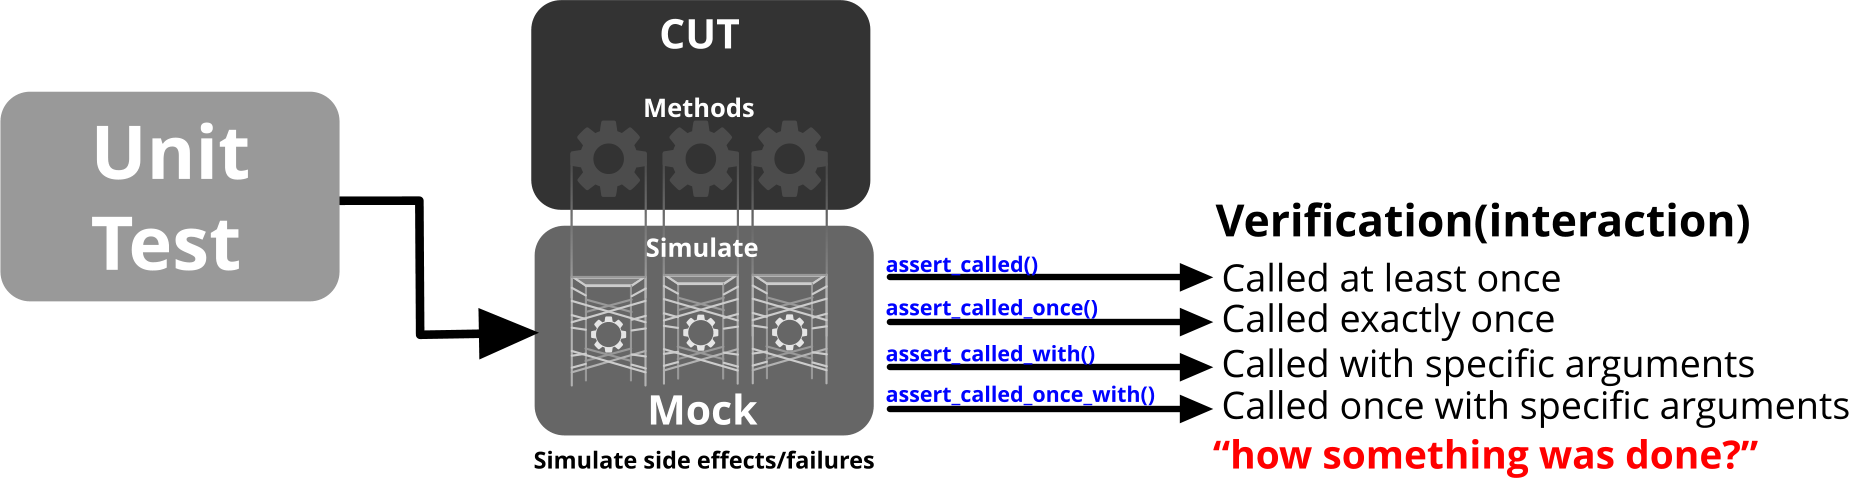 CUT
Methods
Unit
Test
Simulate
Mock
Simulate side effects/failures
assert_called()
assert_called_once()
assert_called_with()
assert_called_once_with()
Verification(interaction)
Called at least once
Called exactly once
Called with specific arguments
Called once with specific arguments
“how something was done?”